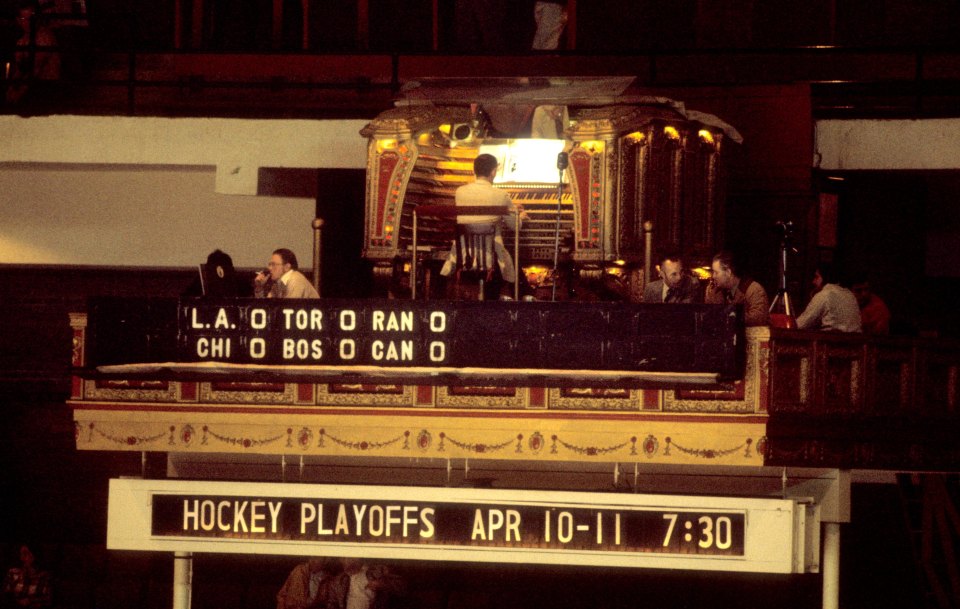 L.A. 0 TOR 0 RAN 0
CHI 0 BOS 0 CAN 0
HOCKEY PLAYOFFS APR 10-11 7:30